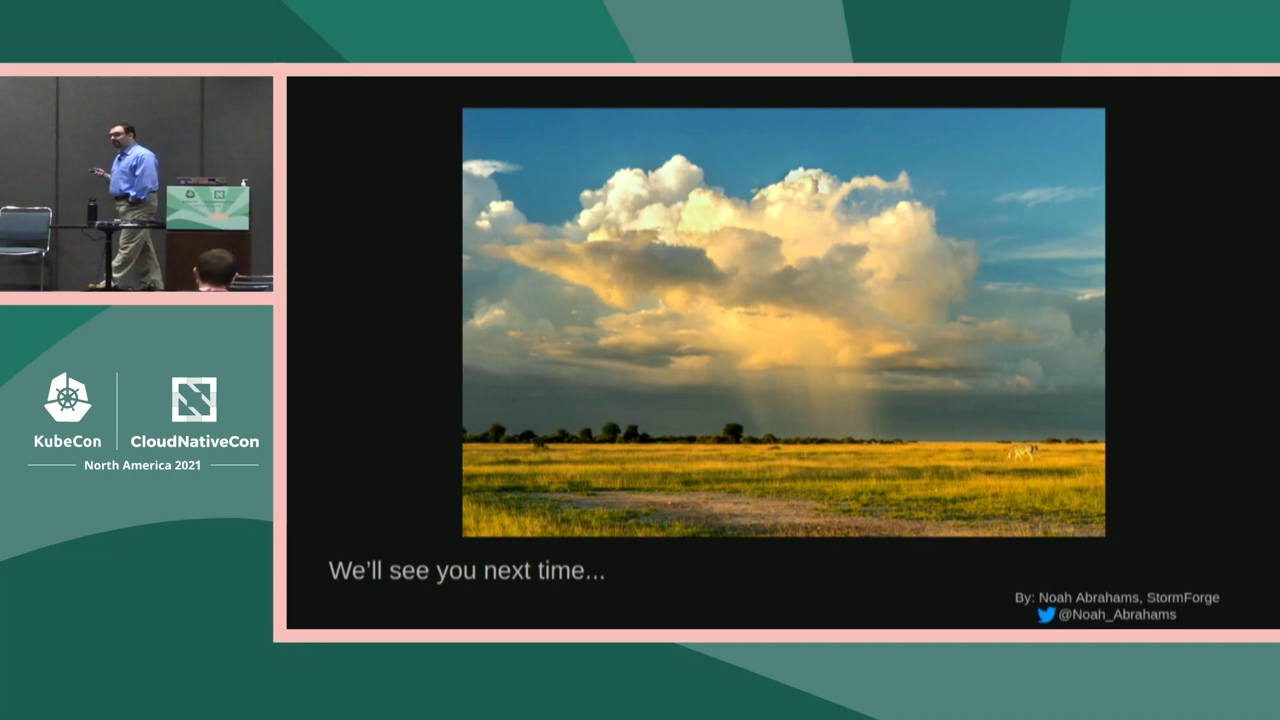 KubeCon
CloudNativeCon
North America 2021
We'll see you next time...
By: Noah Abrahams, StormForge
@Noah_Abrahams